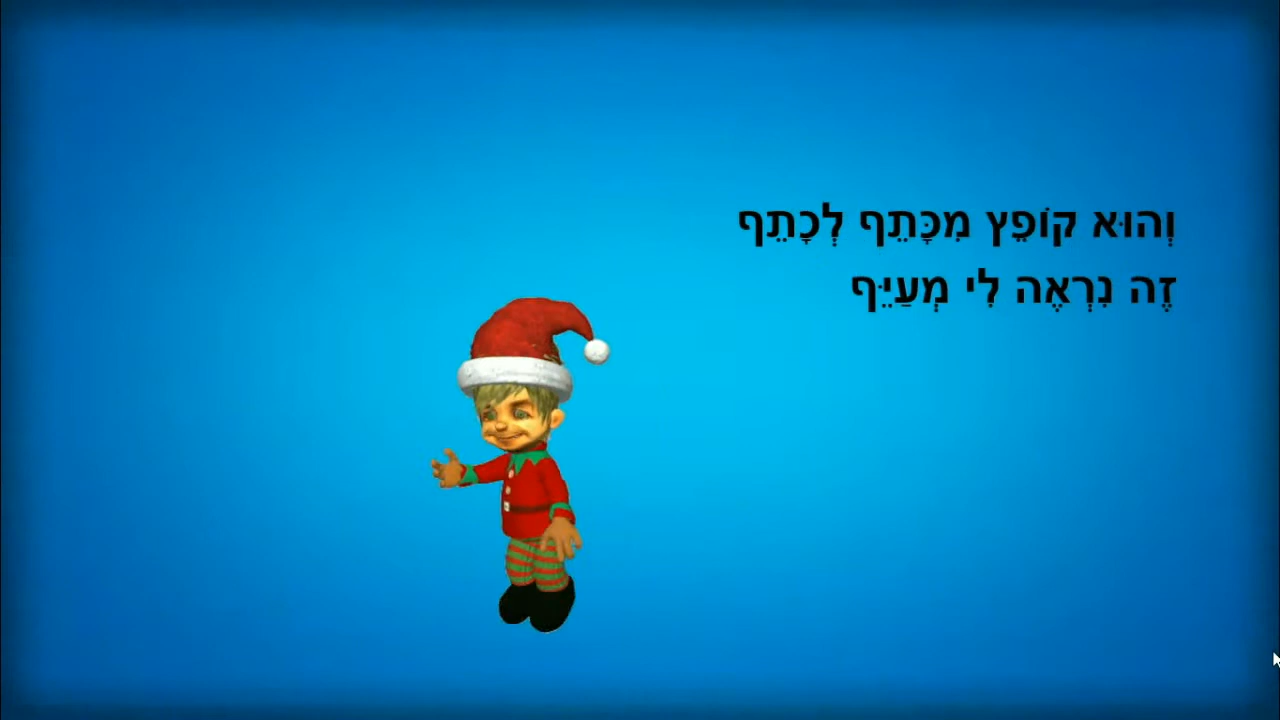 וְהוּא קוֹפֵץ מִכָּתֵף לְכָתֵף
זֶה נִרְאֶה לִי מְעַיֵּף